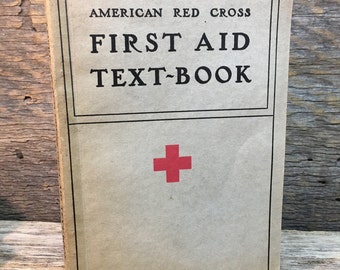 AMERICAN RED CROSS
FIRST AID
TEXT-BOOK